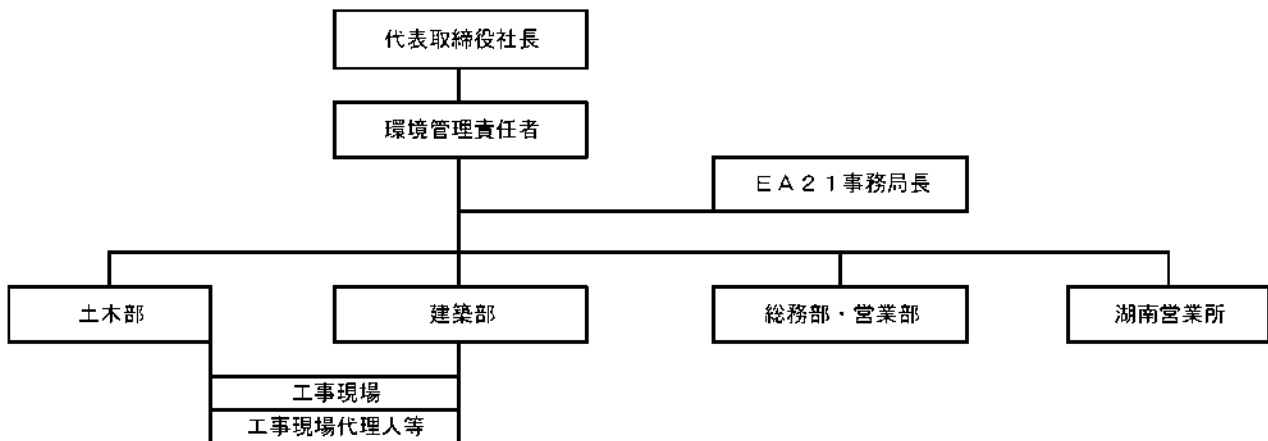 代表取締役社長
環境管理責任者
ＥＡ２１事務局長
土木部
建築部
総務部・営業部
湖南営業所
工事現場
工事現場代理人等